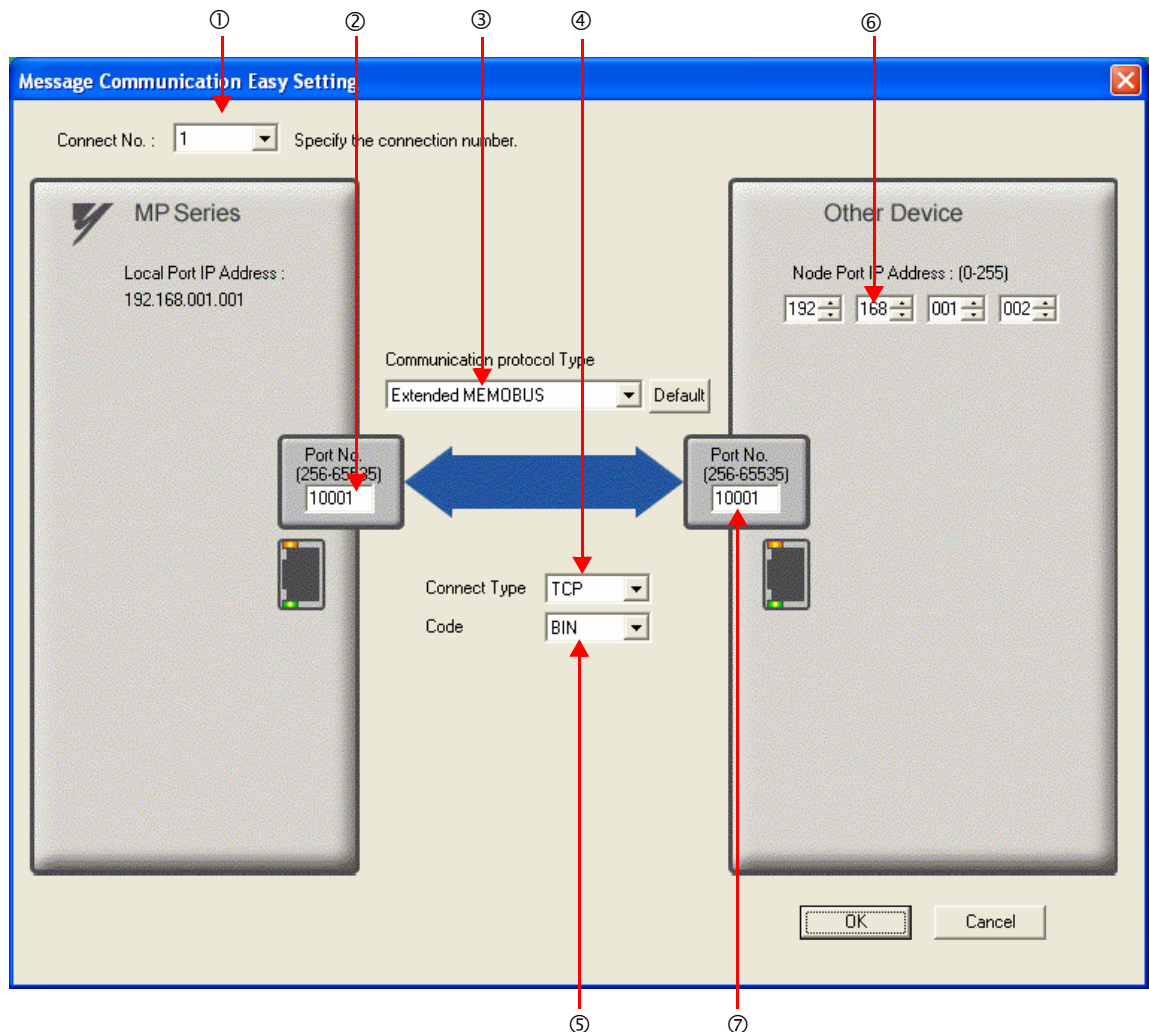 ① ② ③ ④ ⑥
Message Communication Easy Setting
Connect No. : 1 Specify the connection number.
MP Series
Local Port IP Address :
192.168.001.001
Other Device
Node Port IP Address : (0-255)
192 168 001 002
Communication protocol Type
Extended MEMOBUS Default
Port No.
(256-65535)
10001
Port No.
(256-65535)
10001
Connect Type TCP
Code BIN
OK Cancel
⑤ ⑦